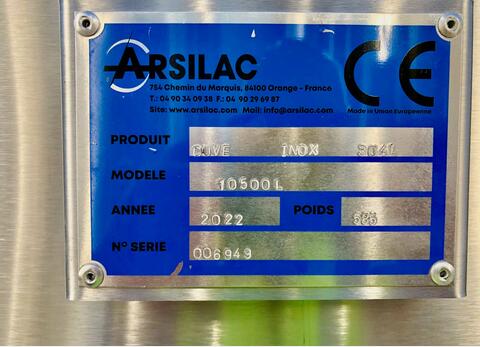 ARSILAC
754 Chemin du Marquis, 84100 Orange - France
T.: 04 90 34 09 38 F.: 04 90 29 69 87
Site: www.arsilac.com Mail: info@arsilac.com
CE
Made in Union Européenne
PRODUIT CUVE INOX 304L
MODELE 10500L
ANNEE 2022 POIDS 585
N° SERIE 006949